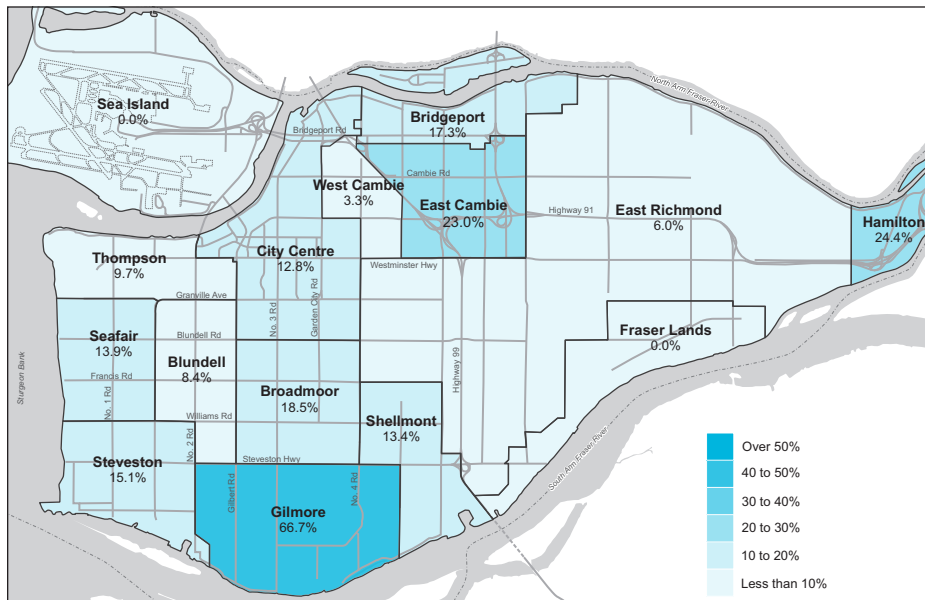 Sea Island
0.0%
North Arm Fraser River
Bridgeport
17.3%
Bridgeport Rd
Cambie Rd
West Cambie
3.3%
East Cambie
23.0%
Highway 91
East Richmond
6.0%
Hamilton
24.4%
Thompson
9.7%
City Centre
12.8%
Westminster Hwy
Granville Ave
No. 3 Rd
Garden City Rd
Seafair
13.9%
Blundell Rd
Blundell
8.4%
Fraser Lands
0.0%
Highway 99
Sturgeon Bank
Francis Rd
No. 1 Rd
Broadmoor
18.5%
Williams Rd
Shellmont
13.4%
No. 2 Rd
Steveston
15.1%
Steveston Hwy
Gilbert Rd
No. 4 Rd
Gilmore
66.7%
South Arm Fraser River
Over 50%
40 to 50%
30 to 40%
20 to 30%
10 to 20%
Less than 10%